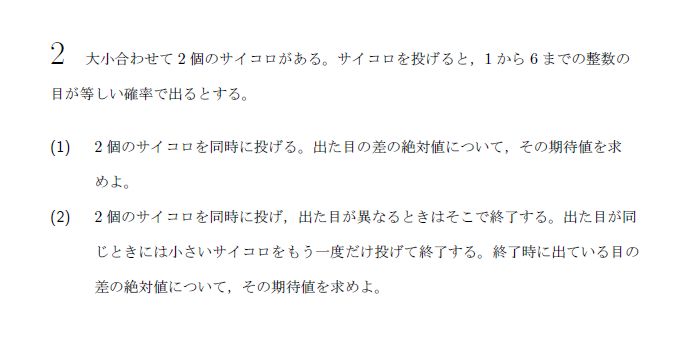 2 大小合わせて 2 個のサイコロがある。サイコロを投げると，1 から 6 までの整数の
目が等しい確率で出るとする。
(1) 2 個のサイコロを同時に投げる。出た目の差の絶対値について，その期待値を求
めよ。
(2) 2 個のサイコロを同時に投げ，出た目が異なるときはそこで終了する。出た目が同
じときには小さいサイコロをもう一度だけ投げて終了する。終了時に出ている目の
差の絶対値について，その期待値を求めよ。